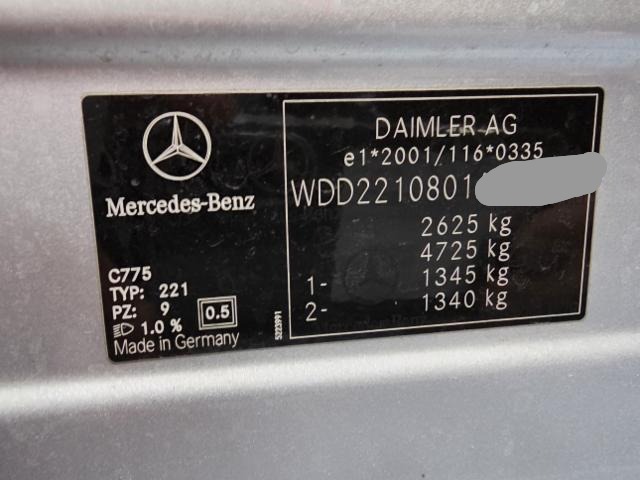 Mercedes-Benz
C775
TYP: 221
PZ: 9
1.0 %
0.5
Made in Germany
5223991
DAIMLER AG
e1*2001/116*0335
WDD2210801
2625 kg
4725 kg
1- 1345 kg
2- 1340 kg